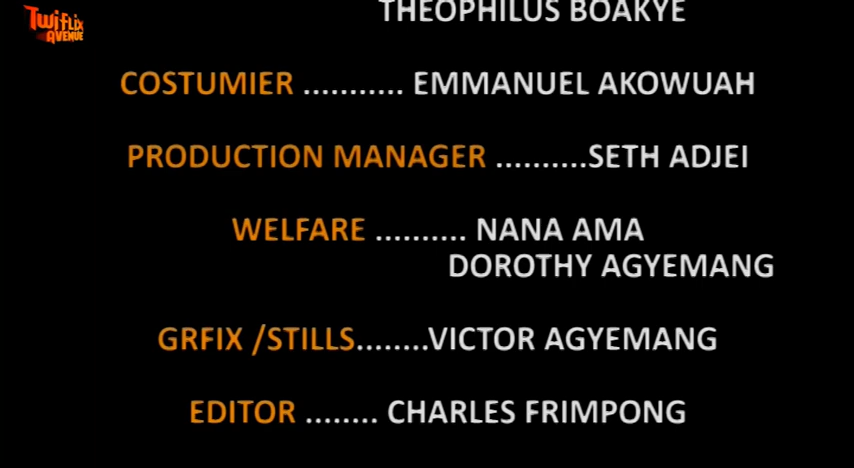 Twiflix
AVENUE
THEOPHILUS BOAKYE
COSTUMIER ........... EMMANUEL AKOWUAH
PRODUCTION MANAGER ..........SETH ADJEI
WELFARE .......... NANA AMA
DOROTHY AGYEMANG
GRFIX /STILLS........VICTOR AGYEMANG
EDITOR ........ CHARLES FRIMPONG